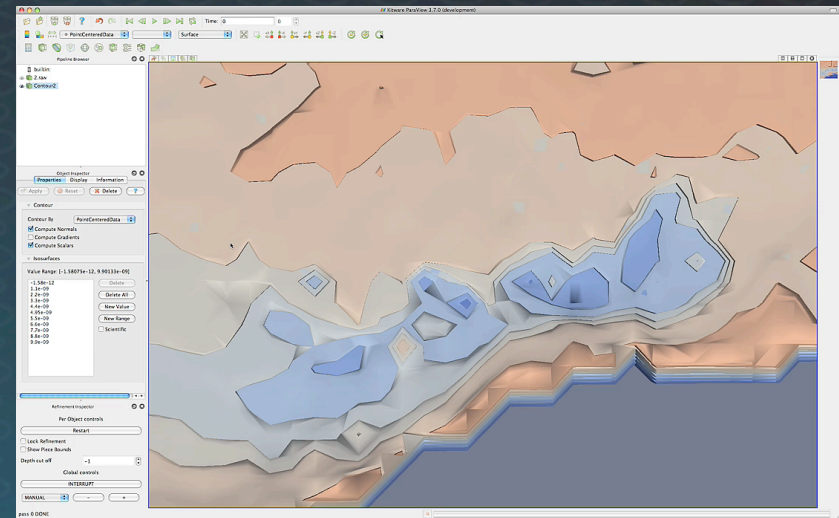 Kitware ParaView 3.7.0 (development)
Time: 0
0
PointCenteredData
Surface
Pipeline Browser
builtin:
2.raw
Contour2
Object Inspector
Properties Display Information
Apply Reset Delete ?
Contour
Contour By PointCenteredData
Compute Normals
Compute Gradients
Compute Scalars
Isosurfaces
Value Range: [-1.58075e-12, 9.90133e-09]
-1.58e-12
1.1e-09
2.2e-09
3.3e-09
4.4e-09
4.95e-09
5.5e-09
6.6e-09
7.7e-09
8.8e-09
9.9e-09
Delete
Delete All
New Value
New Range
Scientific
Refinement Inspector
Per Object controls
Restart
Lock Refinement
Show Piece Bounds
Depth cut off -1
Global controls
INTERRUPT
MANUAL - +
pass 0 DONE